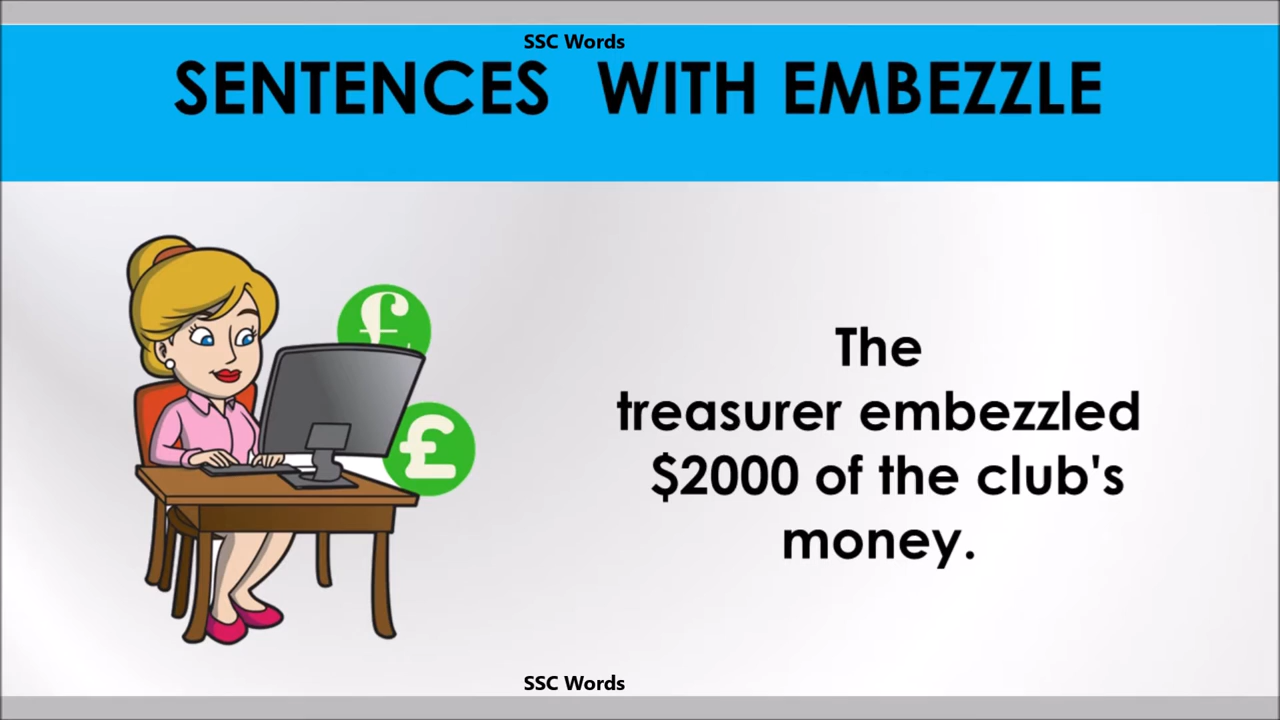 SSC Words
SENTENCES WITH EMBEZZLE
£
£
The
treasurer embezzled
$2000 of the club's
money.
SSC Words